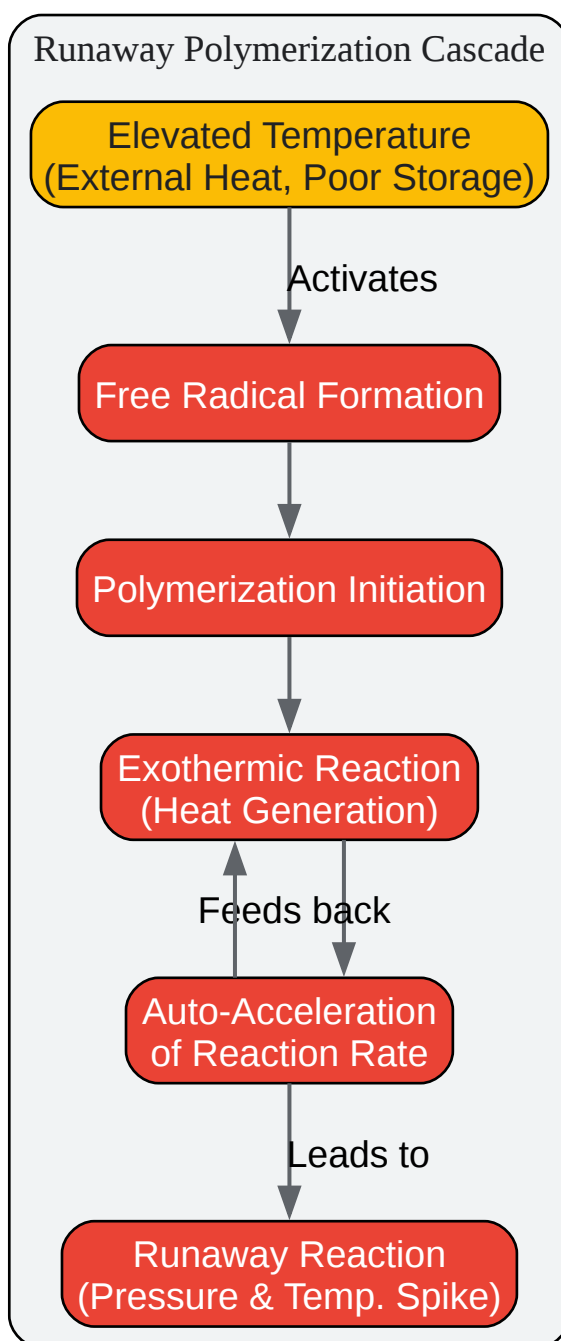 Runaway Polymerization Cascade
Elevated Temperature
(External Heat, Poor Storage)
Activates
Free Radical Formation
Polymerization Initiation
Exothermic Reaction
(Heat Generation)
Feeds back
Auto-Acceleration
of Reaction Rate
Leads to
Runaway Reaction
(Pressure & Temp. Spike)